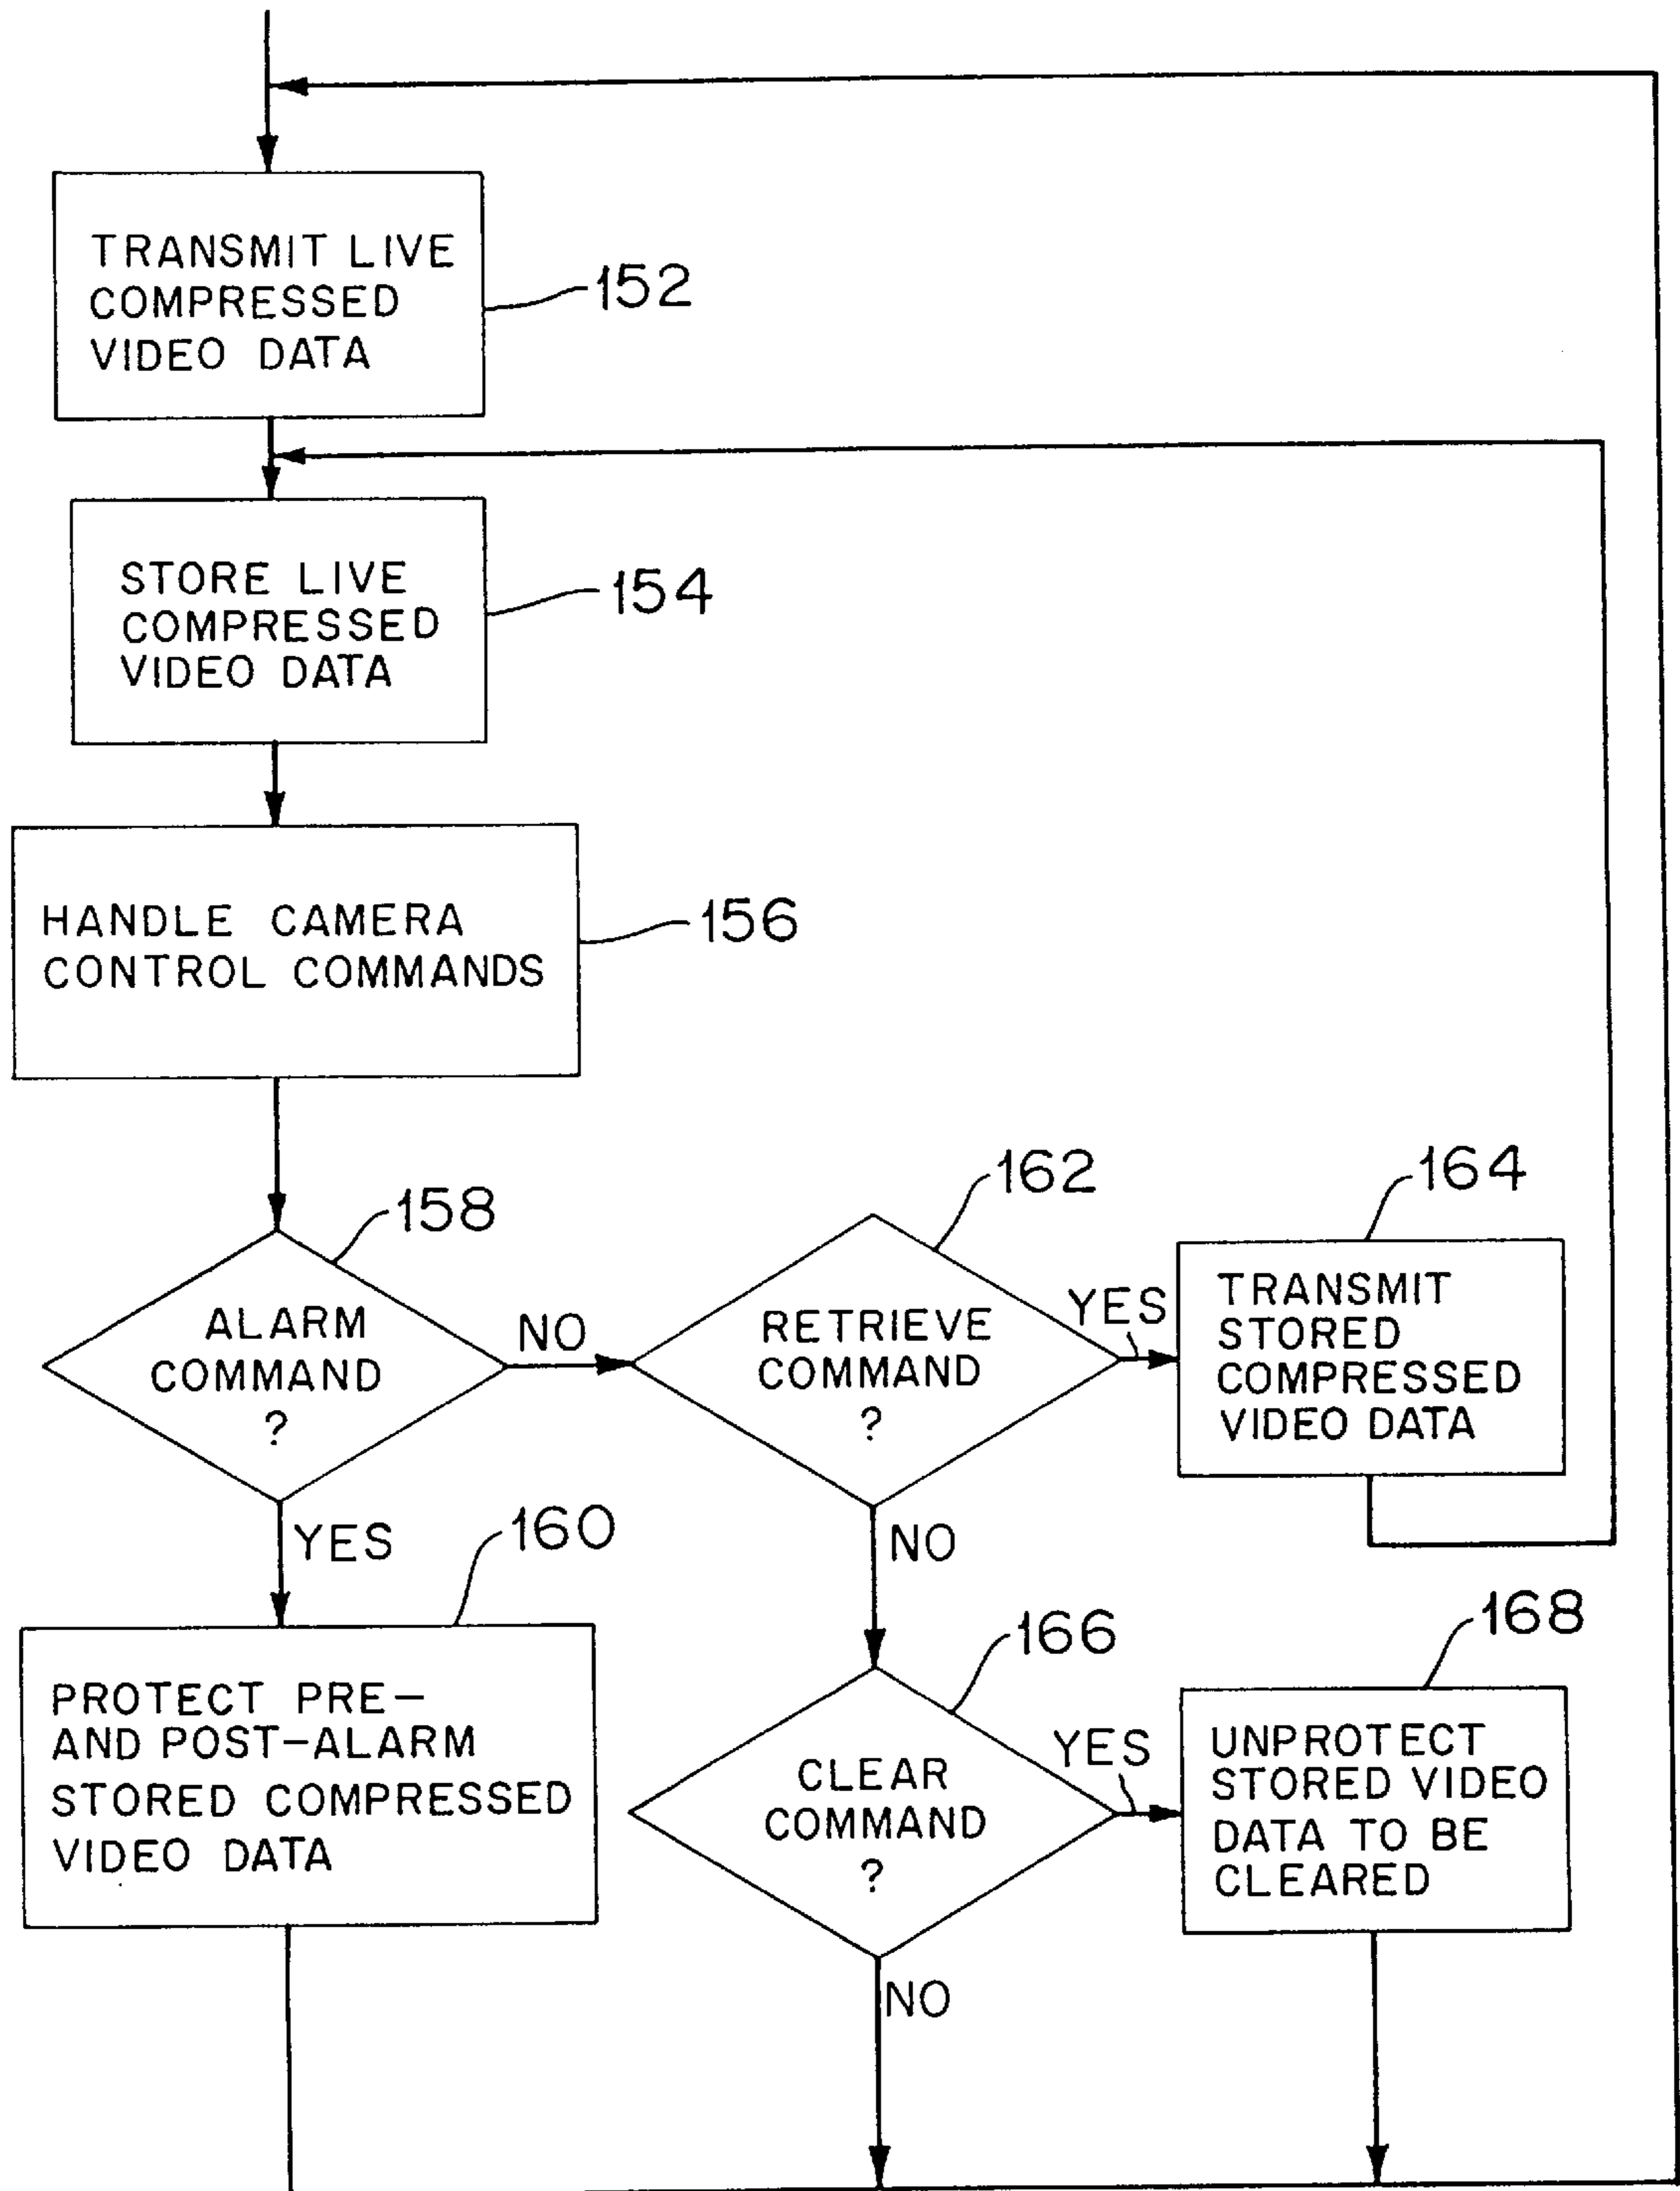 TRANSMIT LIVE
COMPRESSED
VIDEO DATA
152
STORE LIVE
COMPRESSED
VIDEO DATA
154
HANDLE CAMERA
CONTROL COMMANDS
156
158
ALARM
COMMAND
?
NO
YES
162
RETRIEVE
COMMAND
?
YES
NO
164
TRANSMIT
STORED
COMPRESSED
VIDEO DATA
160
PROTECT PRE-
AND POST-ALARM
STORED COMPRESSED
VIDEO DATA
166
CLEAR
COMMAND
?
YES
NO
168
UNPROTECT
STORED VIDEO
DATA TO BE
CLEARED